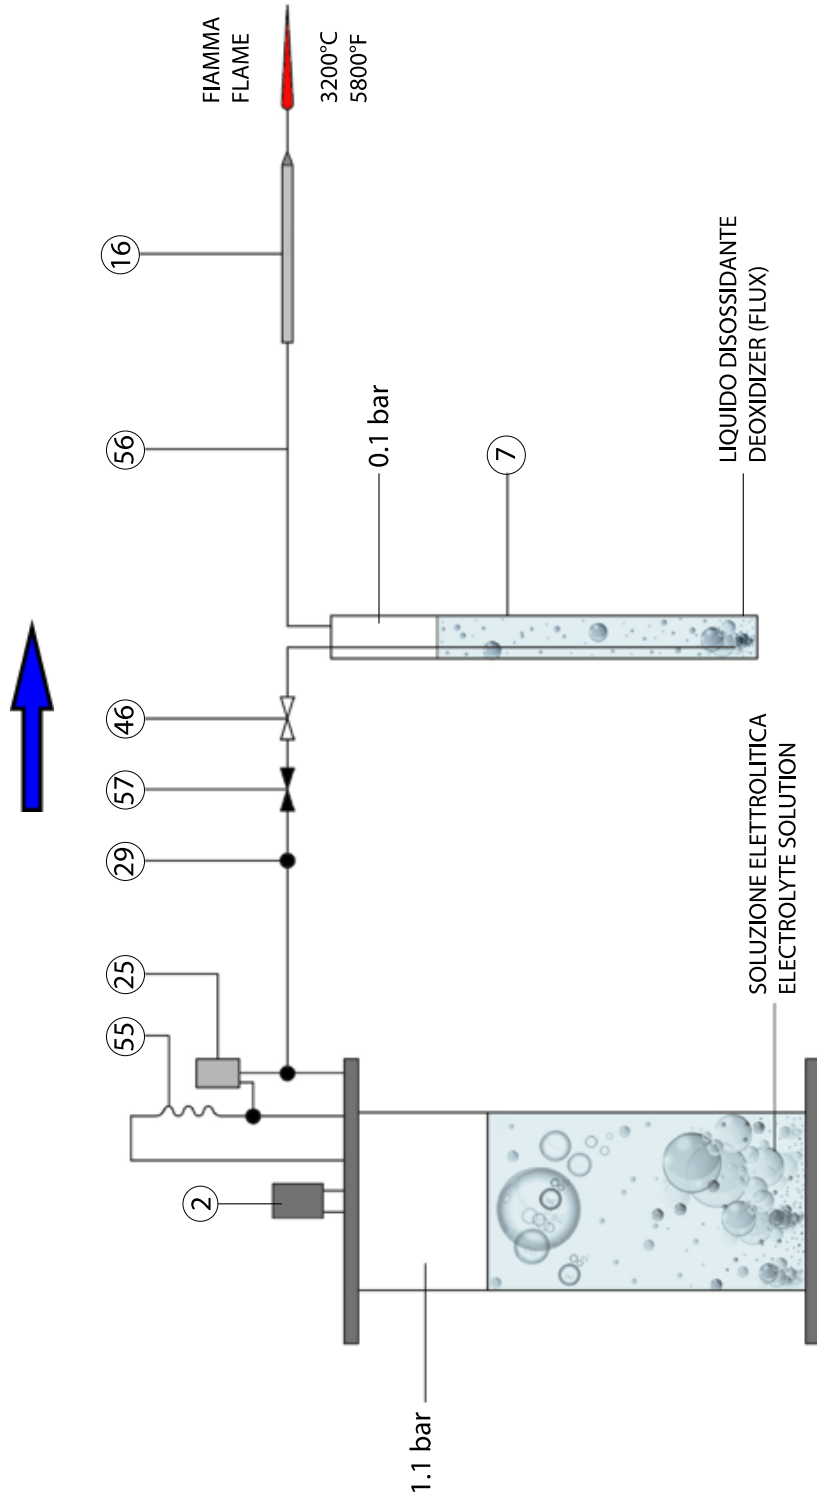 FIAMMA
FLAME
3200°C
5800°F
16
56
0.1 bar
7
LIQUIDO DISOSSIDANTE
DEOXIDIZER (FLUX)
46
57
29
25
55
2
SOLUZIONE ELETTROLITICA
ELECTROLYTE SOLUTION
1.1 bar